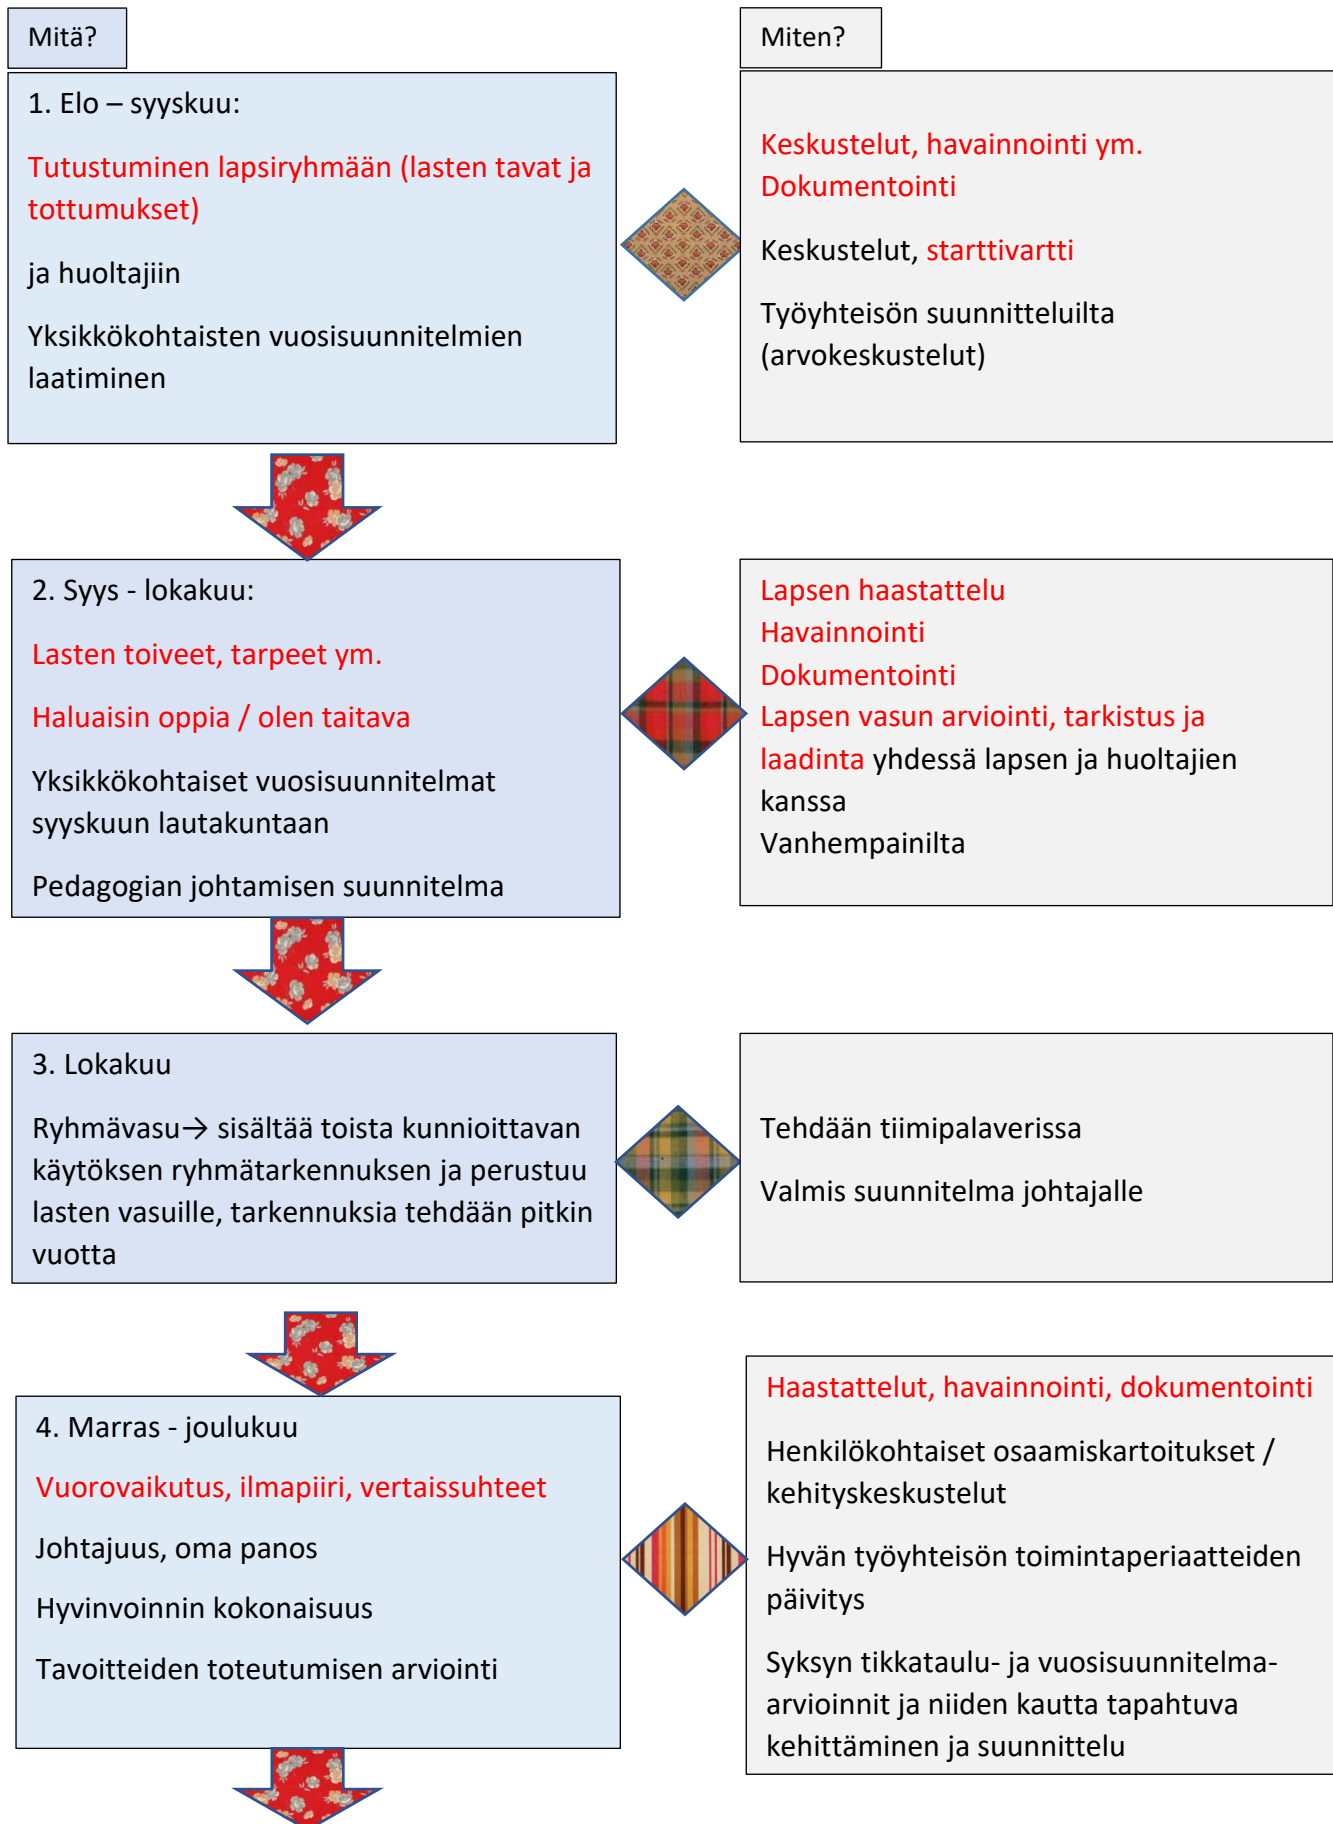 Mitä?
Miten?
1. Elo – syyskuu:
Tutustuminen lapsiryhmään (lasten tavat ja
tottumukset)
ja huoltajiin
Yksikkökohtaisten vuosisuunnitelmien
laatiminen
Keskustelut, havainnointi ym.
Dokumentointi
Keskustelut, starttivartti
Työyhteisön suunnitteluilta
(arvokeskustelut)
2. Syys - lokakuu:
Lasten toiveet, tarpeet ym.
Haluaisin oppia / olen taitava
Yksikkökohtaiset vuosisuunnitelmat
syyskuun lautakuntaan
Pedagogian johtamisen suunnitelma
Lapsen haastattelu
Havainnointi
Dokumentointi
Lapsen vasun arviointi, tarkistus ja
laadinta yhdessä lapsen ja huoltajien
kanssa
Vanhempainilta
3. Lokakuu
Ryhmävasu→ sisältää toista kunnioittavan
käytöksen ryhmätarkennuksen ja perustuu
lasten vasuille, tarkennuksia tehdään pitkin
vuotta
Tehdään tiimipalaverissa
Valmis suunnitelma johtajalle
4. Marras - joulukuu
Vuorovaikutus, ilmapiiri, vertaissuhteet
Johtajuus, oma panos
Hyvinvoinnin kokonaisuus
Tavoitteiden toteutumisen arviointi
Haastattelut, havainnointi, dokumentointi
Henkilökohtaiset osaamiskartoitukset /
kehityskeskustelut
Hyvän työyhteisön toimintaperiaatteiden
päivitys
Syksyn tikkataulu- ja vuosisuunnitelma-
arvioinnit ja niiden kautta tapahtuva
kehittäminen ja suunnittelu